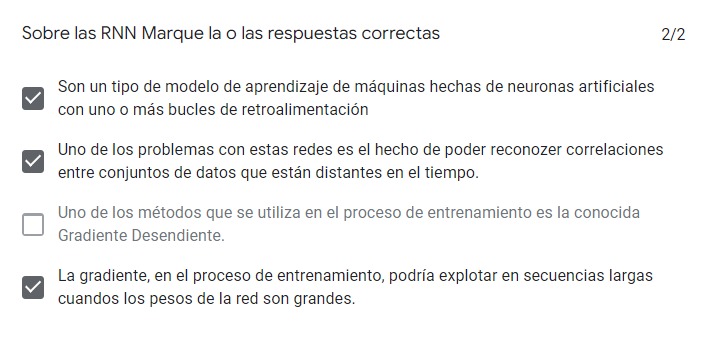 Sobre las RNN Marque la o las respuestas correctas 2/2
Son un tipo de modelo de aprendizaje de máquinas hechas de neuronas artificiales
con uno o más bucles de retroalimentación
Uno de los problemas con estas redes es el hecho de poder reconozer correlaciones
entre conjuntos de datos que están distantes en el tiempo.
Uno de los métodos que se utiliza en el proceso de entrenamiento es la conocida
Gradiente Desendiente.
La gradiente, en el proceso de entrenamiento, podría explotar en secuencias largas
cuandos los pesos de la red son grandes.